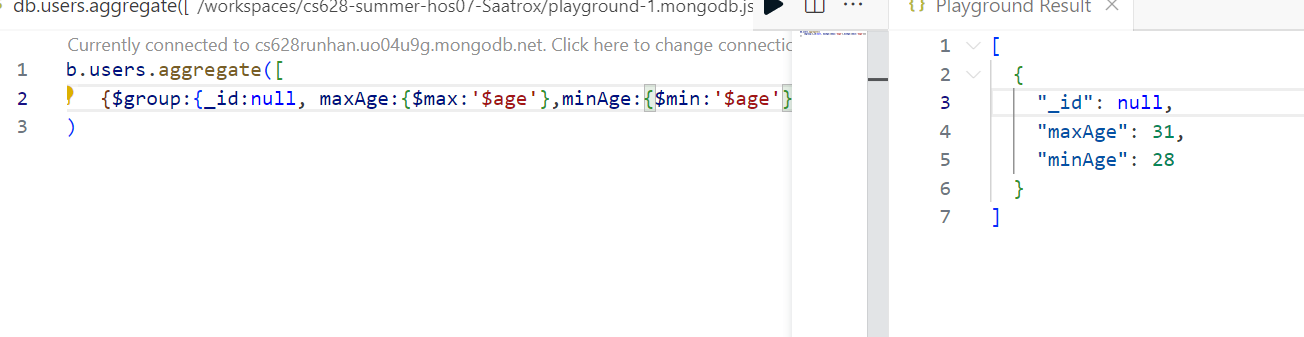 db.users.aggregate([ /workspaces/cs628-summer-hos07-Saatrox/playground-1.mongodb.js
Currently connected to cs628runhan.uo04u9g.mongodb.net. Click here to change connectic
1 b.users.aggregate([
2 {$group:{_id:null, maxAge:{$max:'$age'},minAge:{$min:'$age'}
3 )
{} Playground Result ×
1 [
2 {
3 "_id": null,
4 "maxAge": 31,
5 "minAge": 28
6 }
7 ]